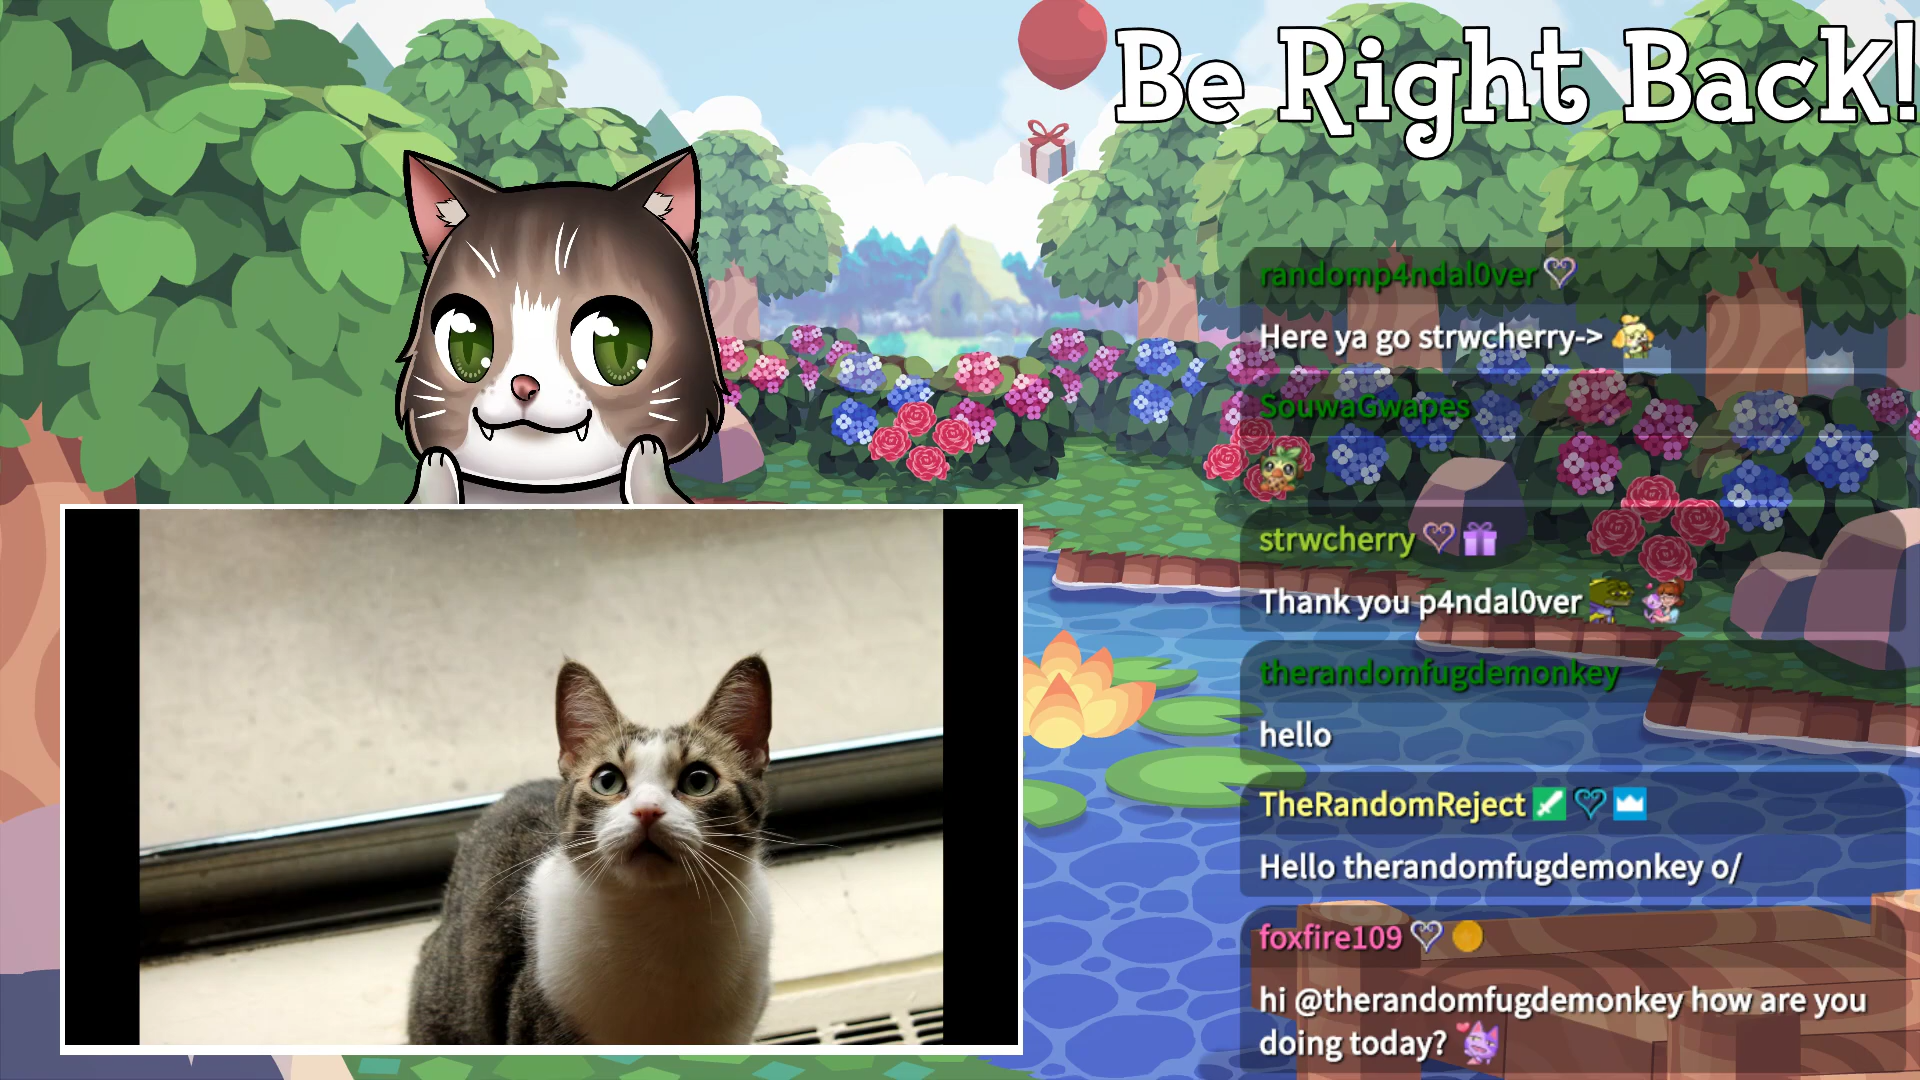 Be Right Back!
randomp4ndal0ver
Here ya go strwcherry->
SouwaGwapes
strwcherry
Thank you p4ndal0ver
therandomfugdemonkey
hello
TheRandomReject
Hello therandomfugdemonkey o/
foxfire109
hi @therandomfugdemonkey how are you
doing today?